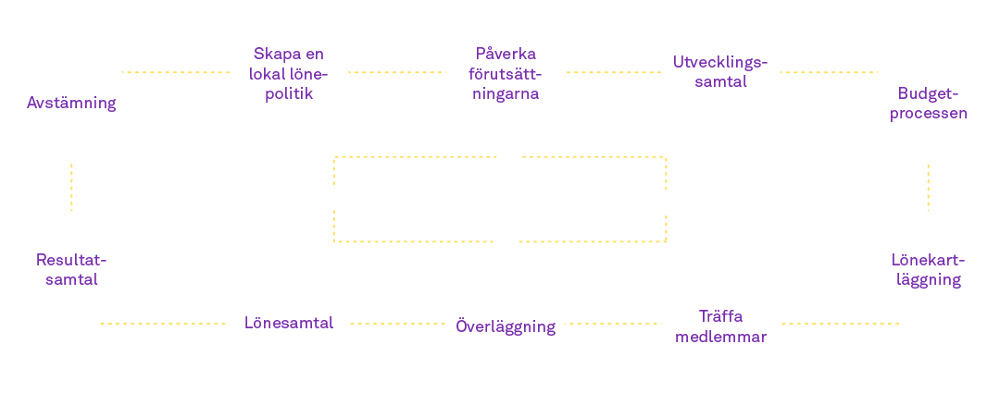 Skapa en
lokal löne-
politik
Påverka
förutsätt-
ningarna
Utvecklings-
samtal
Avstämning
Budget-
processen
Resultat-
samtal
Lönekart-
läggning
Lönesamtal
Överläggning
Träffa
medlemmar